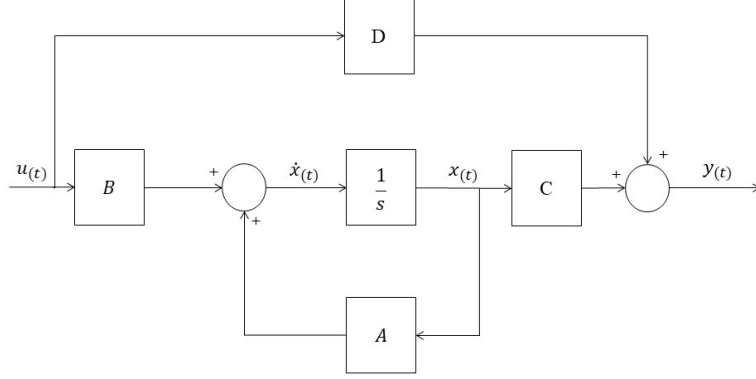 D
+
u(t)
B
+
ẋ(t)
1
s
x(t)
C
+
y(t)
+
A